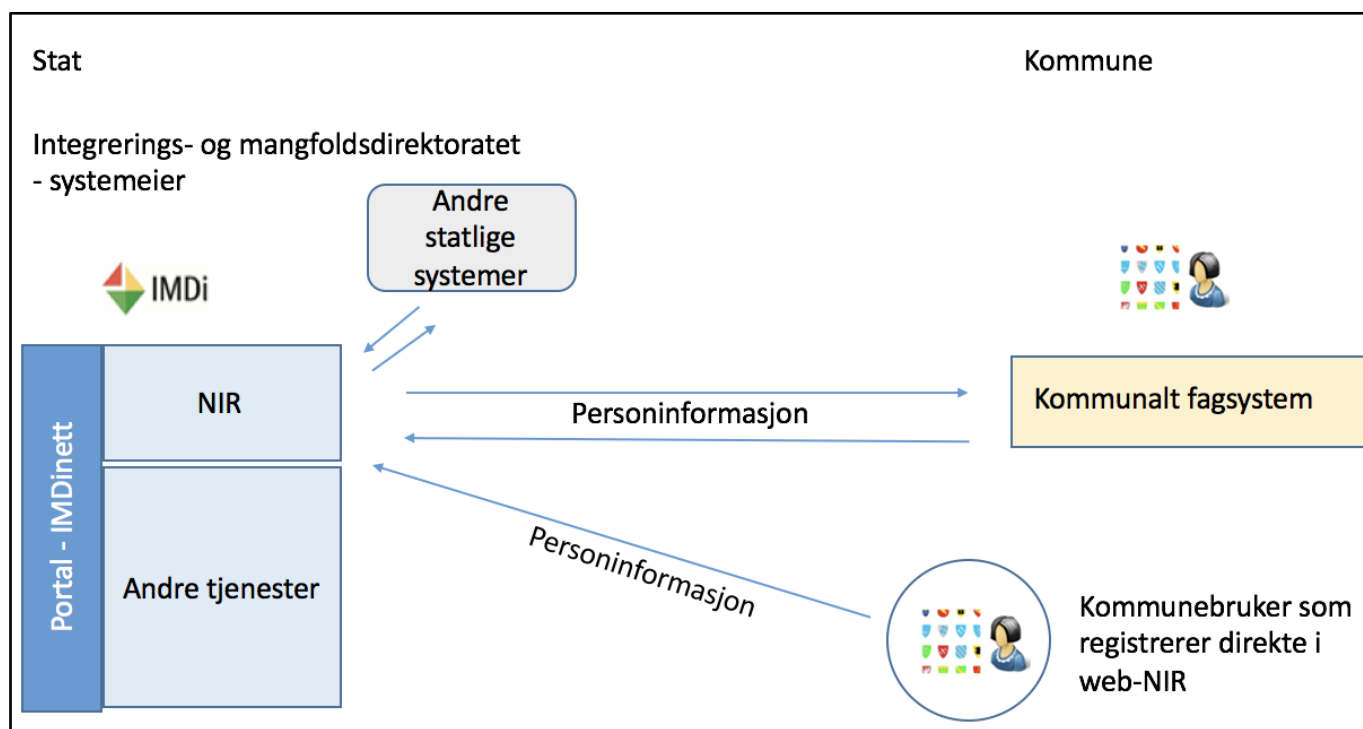 Stat
Kommune
Integrerings- og mangfoldsdirektoratet
- systemeier
Andre
statlige
systemer
IMDi
Portal - IMDinett
NIR
Personinformasjon
Kommunalt fagsystem
Andre tjenester
Personinformasjon
Kommunebruker som
registrerer direkte i
web-NIR